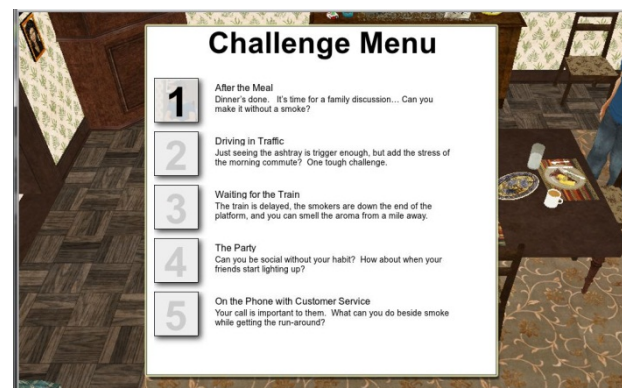 Challenge Menu
1
After the Meal
Dinner's done. It's time for a family discussion... Can you
make it without a smoke?
2
Driving in Traffic
Just seeing the ashtray is trigger enough, but add the stress of
the morning commute? One tough challenge.
3
Waiting for the Train
The train is delayed, the smokers are down the end of the
platform, and you can smell the aroma from a mile away.
4
The Party
Can you be social without your habit? How about when your
friends start lighting up?
5
On the Phone with Customer Service
Your call is important to them. What can you do beside smoke
while getting the run-around?